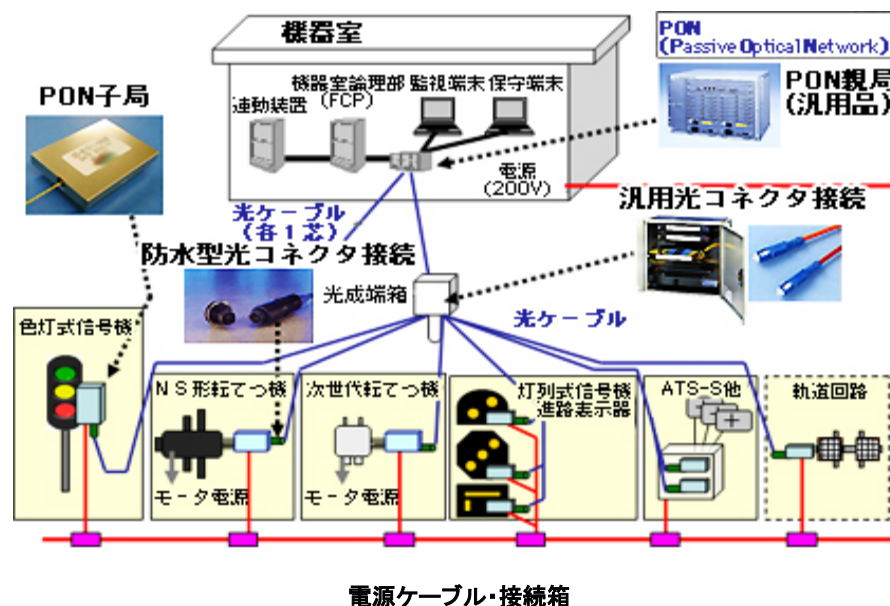 機器室
PON
(Passive Optical Network)
PON子局
機器室論理部
(FCP)
監視端末
保守端末
連動装置
PON親局
(汎用品)
電源
(200V)
光ケーブル
(各1芯)
汎用光コネクタ接続
防水型光コネクタ接続
光成端箱
光ケーブル
色灯式信号機
NS形転てつ機
次世代転てつ機
灯列式信号機
進路表示器
ATS-S他
軌道回路
モータ電源
モータ電源
電源ケーブル・接続箱